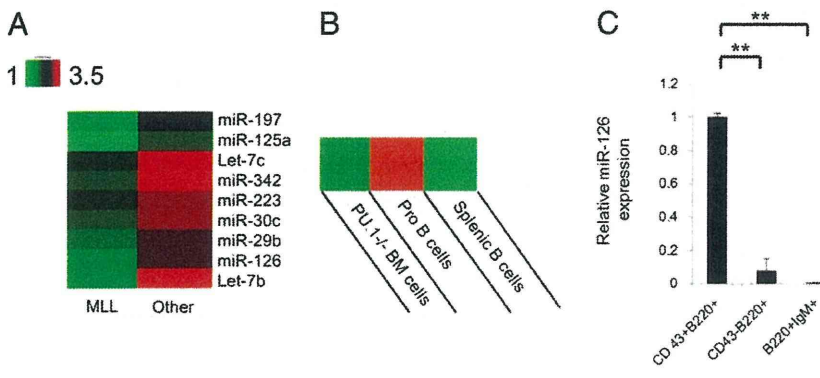 A
1 3.5
miR-197
miR-125a
Let-7c
miR-342
miR-223
miR-30c
miR-29b
miR-126
Let-7b
MLL Other
B
PU.1-/- BM cells
Pro B cells
Splenic B cells
C
**
**
Relative miR-126
expression
1.2
1
0.8
0.6
0.4
0.2
0
CD 43+B220+
CD43-B220+
B220+IgM+